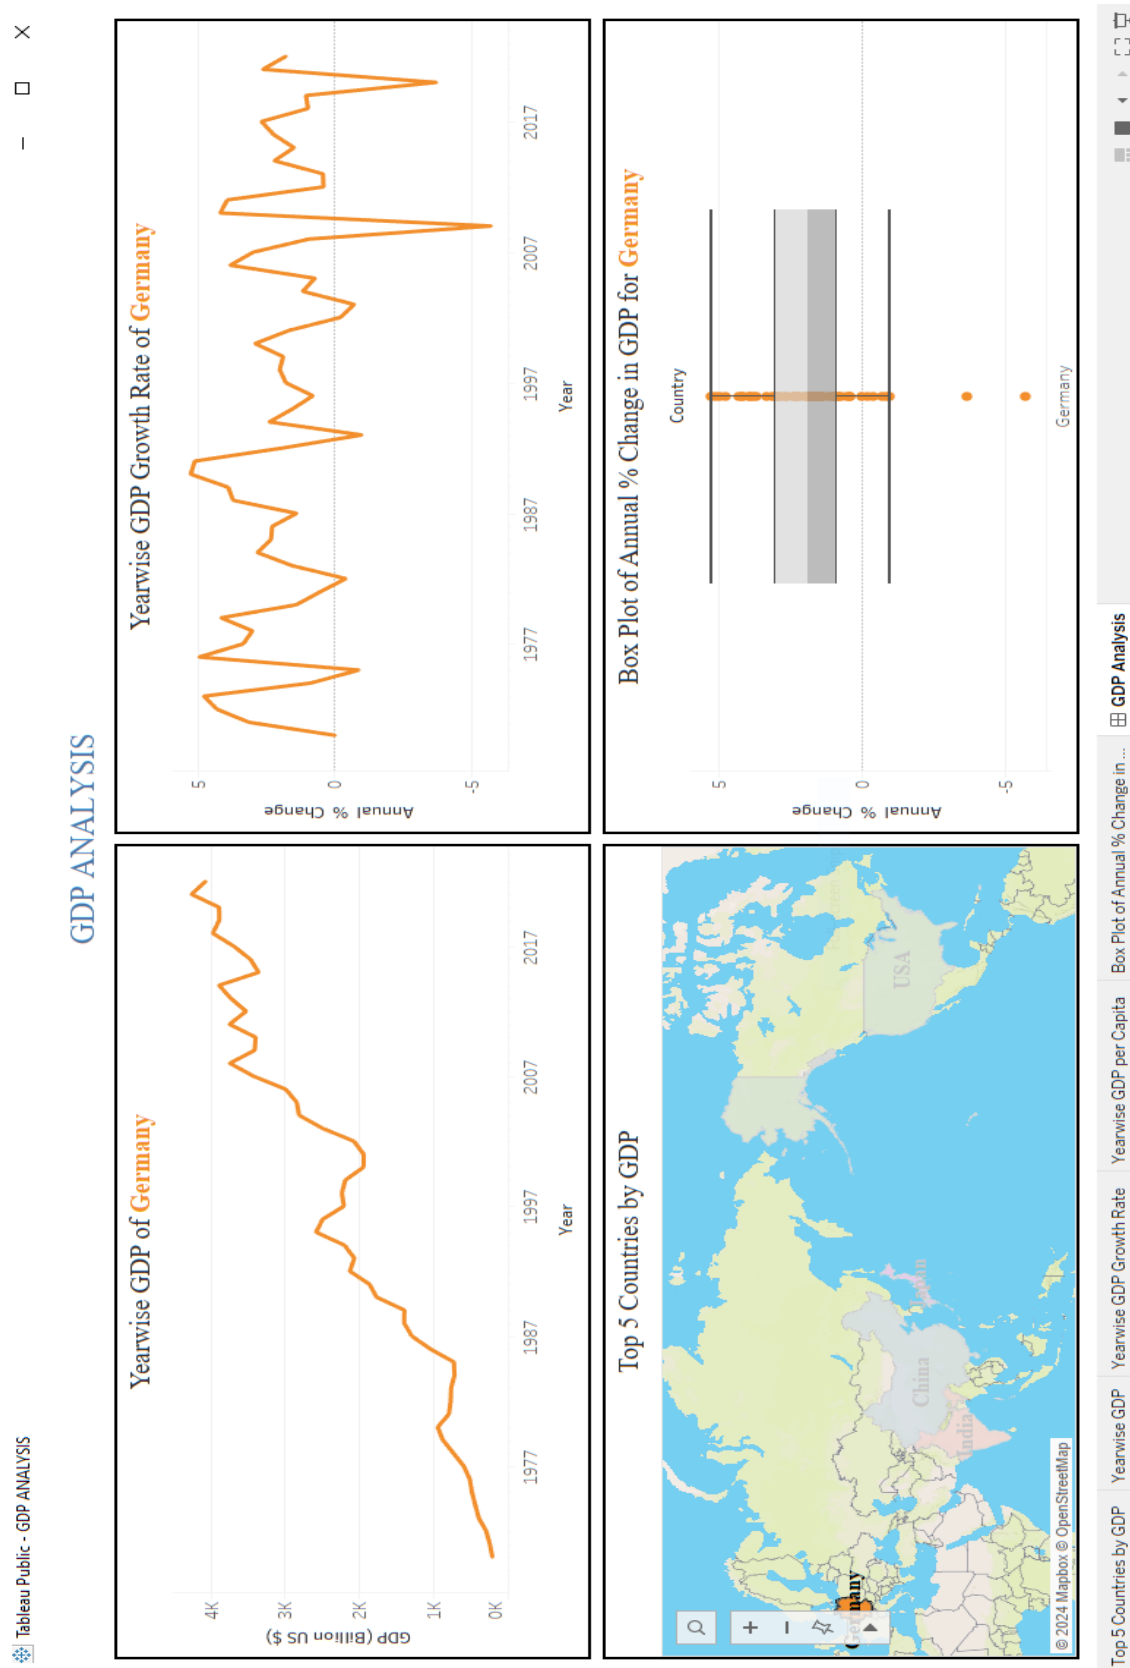 Tableau Public - GDP ANALYSIS
GDP ANALYSIS
Yearwise GDP of Germany
GDP (Billion US $)
4K
3K
2K
1K
0K
1977
1987
1997
2007
2017
Year
Yearwise GDP Growth Rate of Germany
Annual % Change
5
0
-5
1977
1987
1997
2007
2017
Year
Top 5 Countries by GDP
Germany
China
India
Japan
USA
© 2024 Mapbox © OpenStreetMap
Box Plot of Annual % Change in GDP for Germany
Country
Annual % Change
5
0
-5
Germany
Top 5 Countries by GDP
Yearwise GDP
Yearwise GDP Growth Rate
Yearwise GDP per Capita
Box Plot of Annual % Change in ...
GDP Analysis